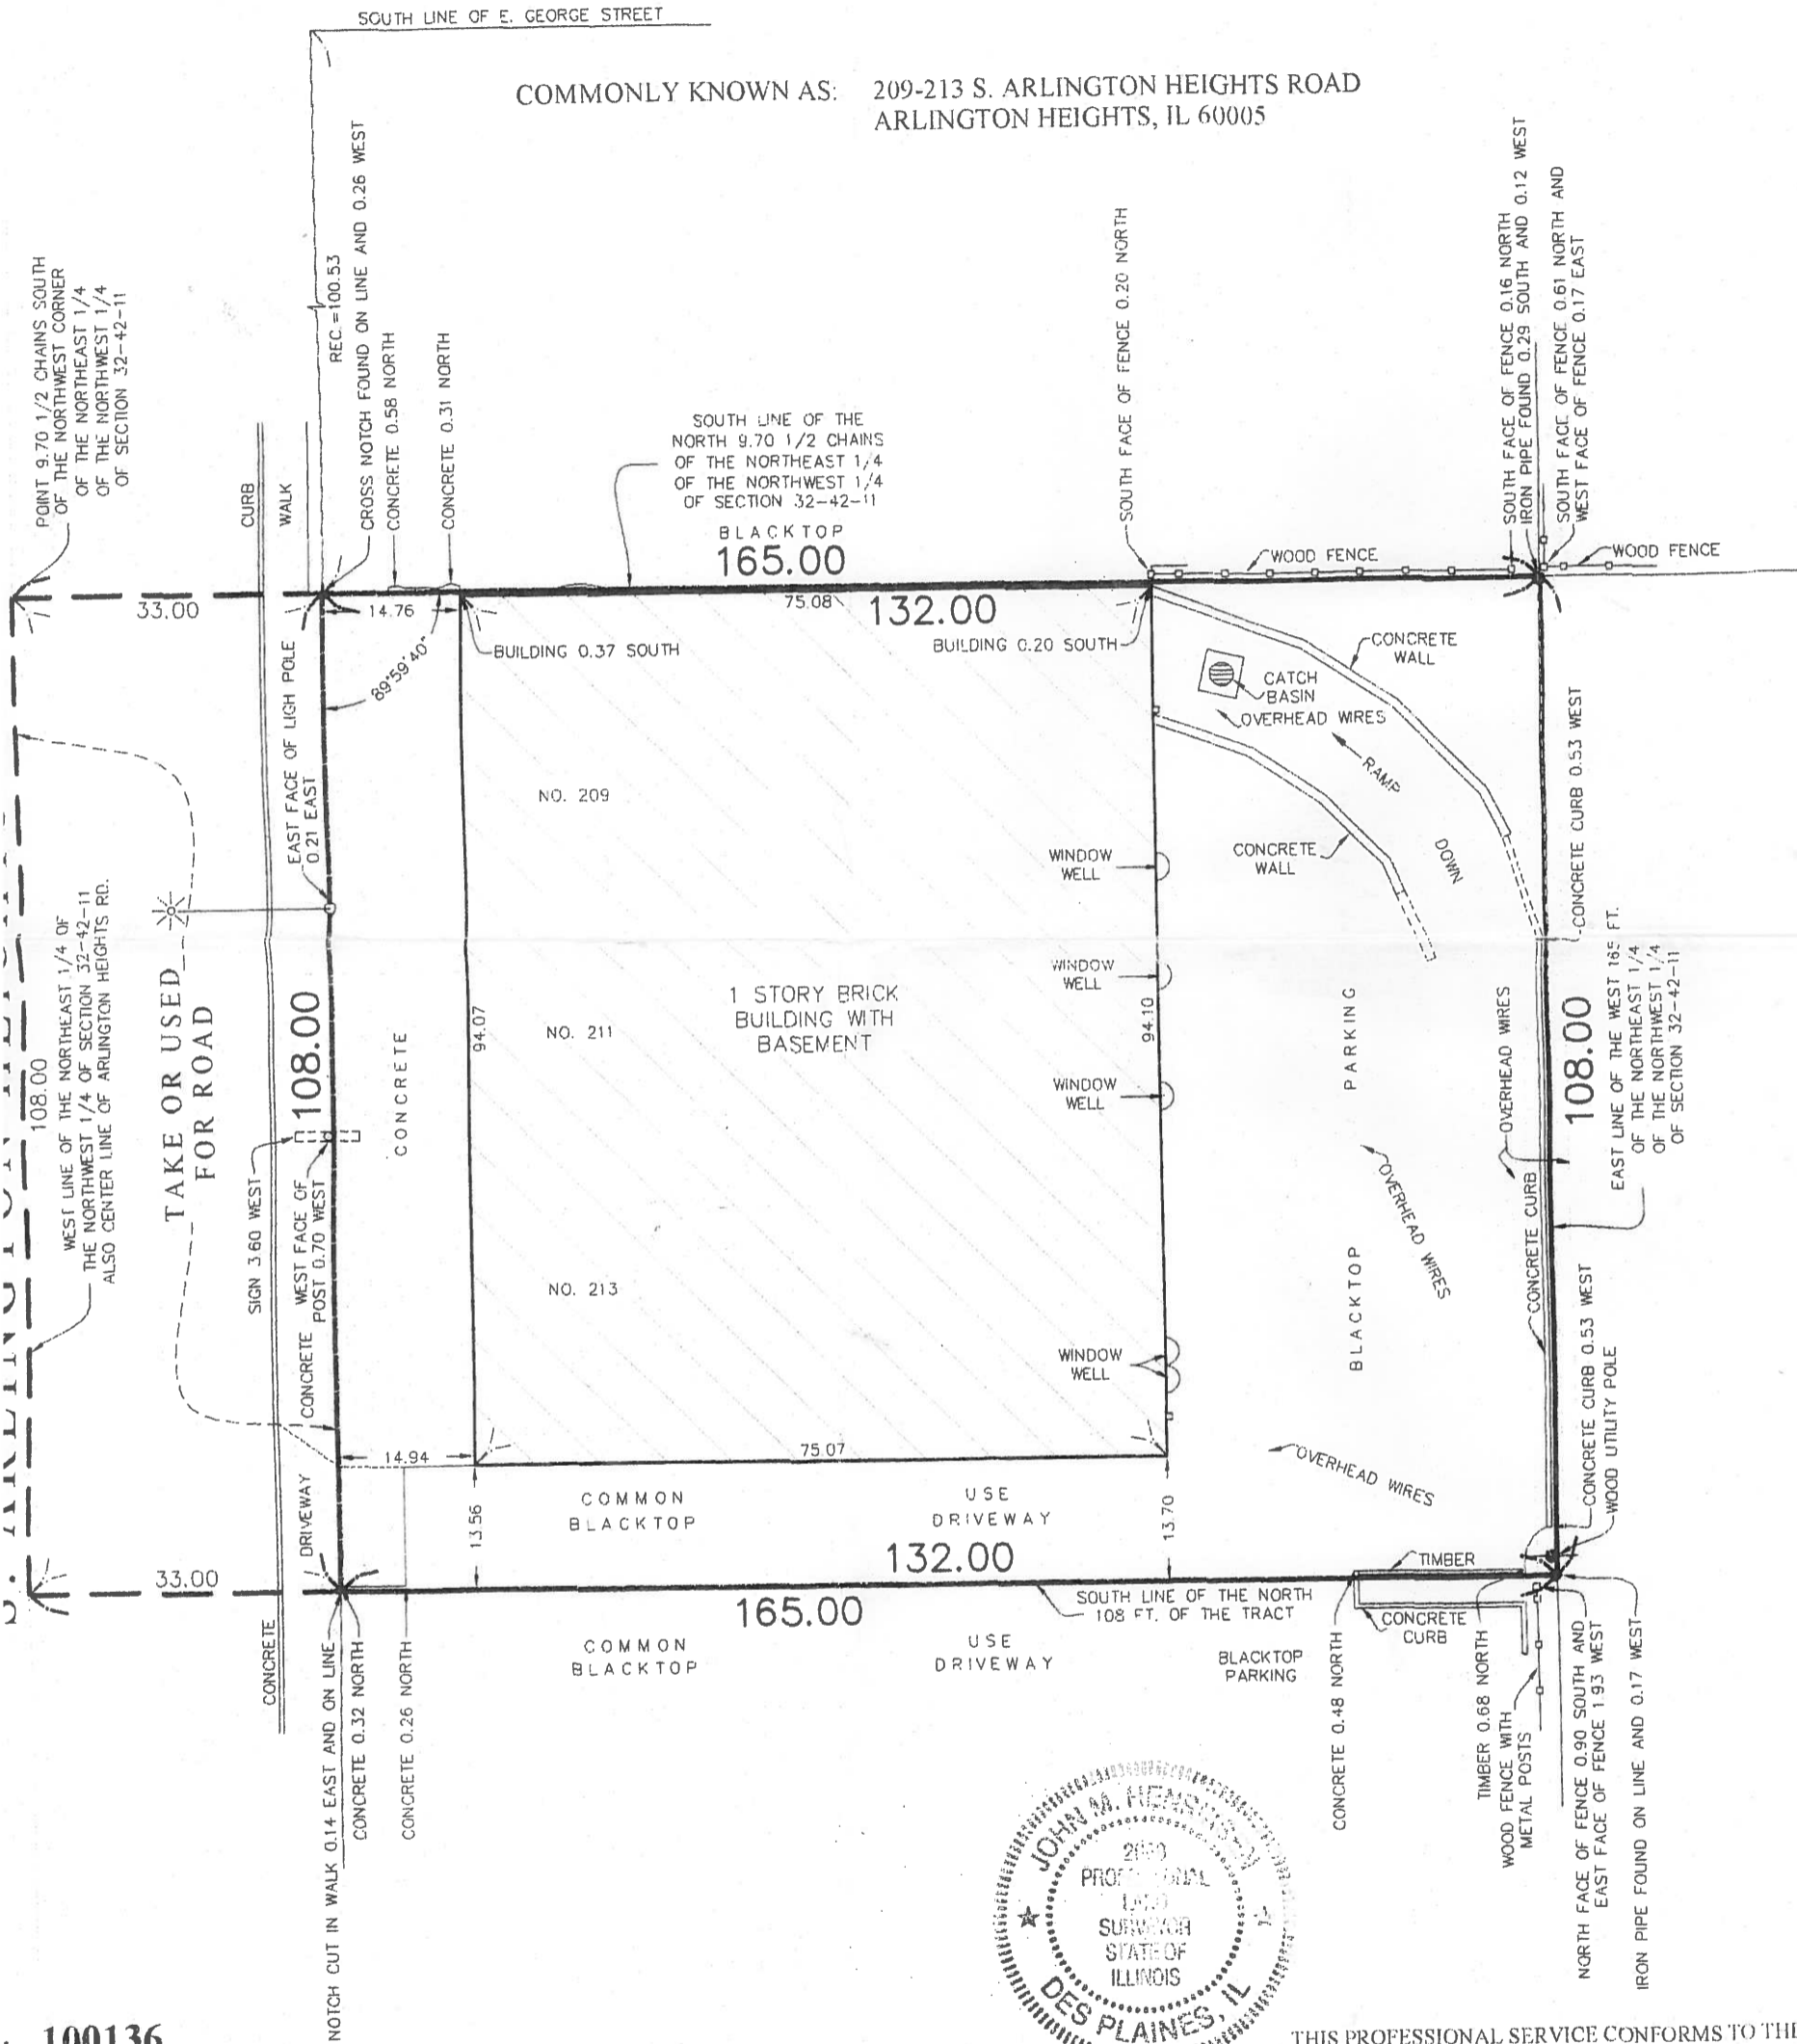 SOUTH LINE OF E. GEORGE STREET
COMMONLY KNOWN AS: 209-213 S. ARLINGTON HEIGHTS ROAD
ARLINGTON HEIGHTS, IL 60005
POINT 9.70 1/2 CHAINS SOUTH
OF THE NORTHWEST CORNER
OF THE NORTHEAST 1/4
OF THE NORTHWEST 1/4
OF SECTION 32-42-11
CURB
WALK
REC.=100.53
CROSS NOTCH FOUND ON LINE AND 0.26 WEST
CONCRETE 0.58 NORTH
CONCRETE 0.31 NORTH
SOUTH LINE OF THE
NORTH 9.70 1/2 CHAINS
OF THE NORTHEAST 1/4
OF THE NORTHWEST 1/4
OF SECTION 32-42-11
BLACKTOP
165.00
SOUTH FACE OF FENCE 0.20 NORTH
WOOD FENCE
SOUTH FACE OF FENCE 0.16 NORTH
IRON PIPE FOUND 0.29 SOUTH AND 0.12 WEST
SOUTH FACE OF FENCE 0.61 NORTH AND
WEST FACE OF FENCE 0.17 EAST
WOOD FENCE
33.00
14.76
75.08
132.00
89°59'40"
BUILDING 0.37 SOUTH
BUILDING 0.20 SOUTH
CONCRETE
WALL
CATCH
BASIN
OVERHEAD WIRES
RAMP
DOWN
CONCRETE
WALL
CONCRETE CURB 0.53 WEST
EAST FACE OF LIGH POLE
0.21 EAST
NO. 209
WINDOW
WELL
WINDOW
WELL
WINDOW
WELL
WINDOW
WELL
108.00
WEST LINE OF THE NORTHEAST 1/4 OF
THE NORTHWEST 1/4 OF SECTION 32-42-11
ALSO CENTER LINE OF ARLINGTON HEIGHTS RD.
TAKE OR USED
FOR ROAD
108.00
CONCRETE
94.07
NO. 211
1 STORY BRICK
BUILDING WITH
BASEMENT
94.10
PARKING
BLACKTOP
OVERHEAD WIRES
OVERHEAD WIRES
108.00
EAST LINE OF THE WEST 165 FT.
OF THE NORTHEAST 1/4
OF THE NORTHWEST 1/4
OF SECTION 32-42-11
SIGN 3.60 WEST
WEST FACE OF
POST 0.70 WEST
CONCRETE
NO. 213
CONCRETE CURB
CONCRETE CURB 0.53 WEST
WOOD UTILITY POLE
DRIVEWAY
14.94
75.07
13.56
13.70
COMMON USE
BLACKTOP DRIVEWAY
OVERHEAD WIRES
33.00
132.00
TIMBER
165.00
SOUTH LINE OF THE NORTH
108 FT. OF THE TRACT
CONCRETE
CURB
COMMON USE
BLACKTOP DRIVEWAY
BLACKTOP
PARKING
CONCRETE
NOTCH CUT IN WALK 0.14 EAST AND ON LINE
CONCRETE 0.32 NORTH
CONCRETE 0.26 NORTH
CONCRETE 0.48 NORTH
TIMBER 0.68 NORTH
WOOD FENCE WITH
METAL POSTS
NORTH FACE OF FENCE 0.90 SOUTH AND
EAST FACE OF FENCE 1.93 WEST
IRON PIPE FOUND ON LINE AND 0.17 WEST
JOHN M.
PROFESSIONAL
LAND
SURVEYOR
STATE OF
ILLINOIS
DES PLAINES, IL
100136
THIS PROFESSIONAL SERVICE CONFORMS TO THE